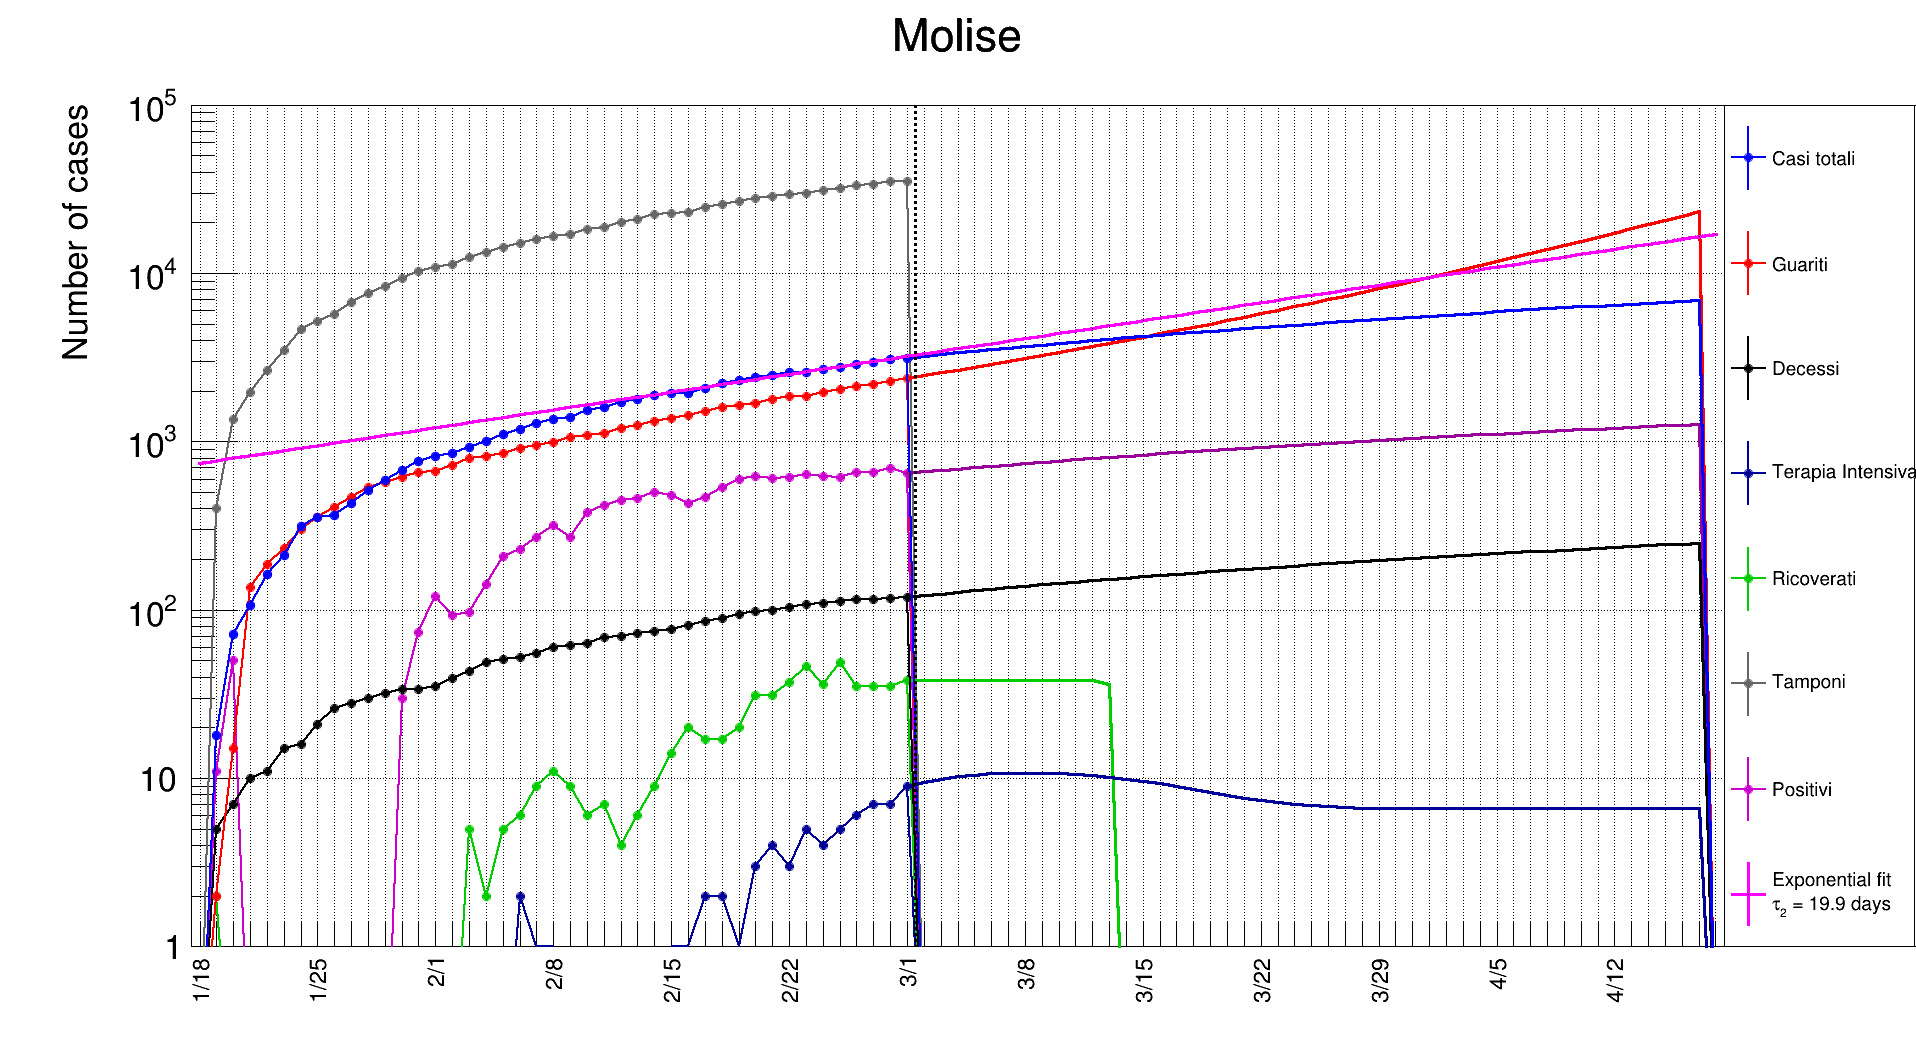 Molise
Number of cases
10^5
10^4
10^3
10^2
10
1
1/18 1/25 2/1 2/8 2/15 2/22 3/1 3/8 3/15 3/22 3/29 4/5 4/12
Casi totali
Guariti
Decessi
Terapia Intensiva
Ricoverati
Tamponi
Positivi
Exponential fit
τ_2 = 19.9 days